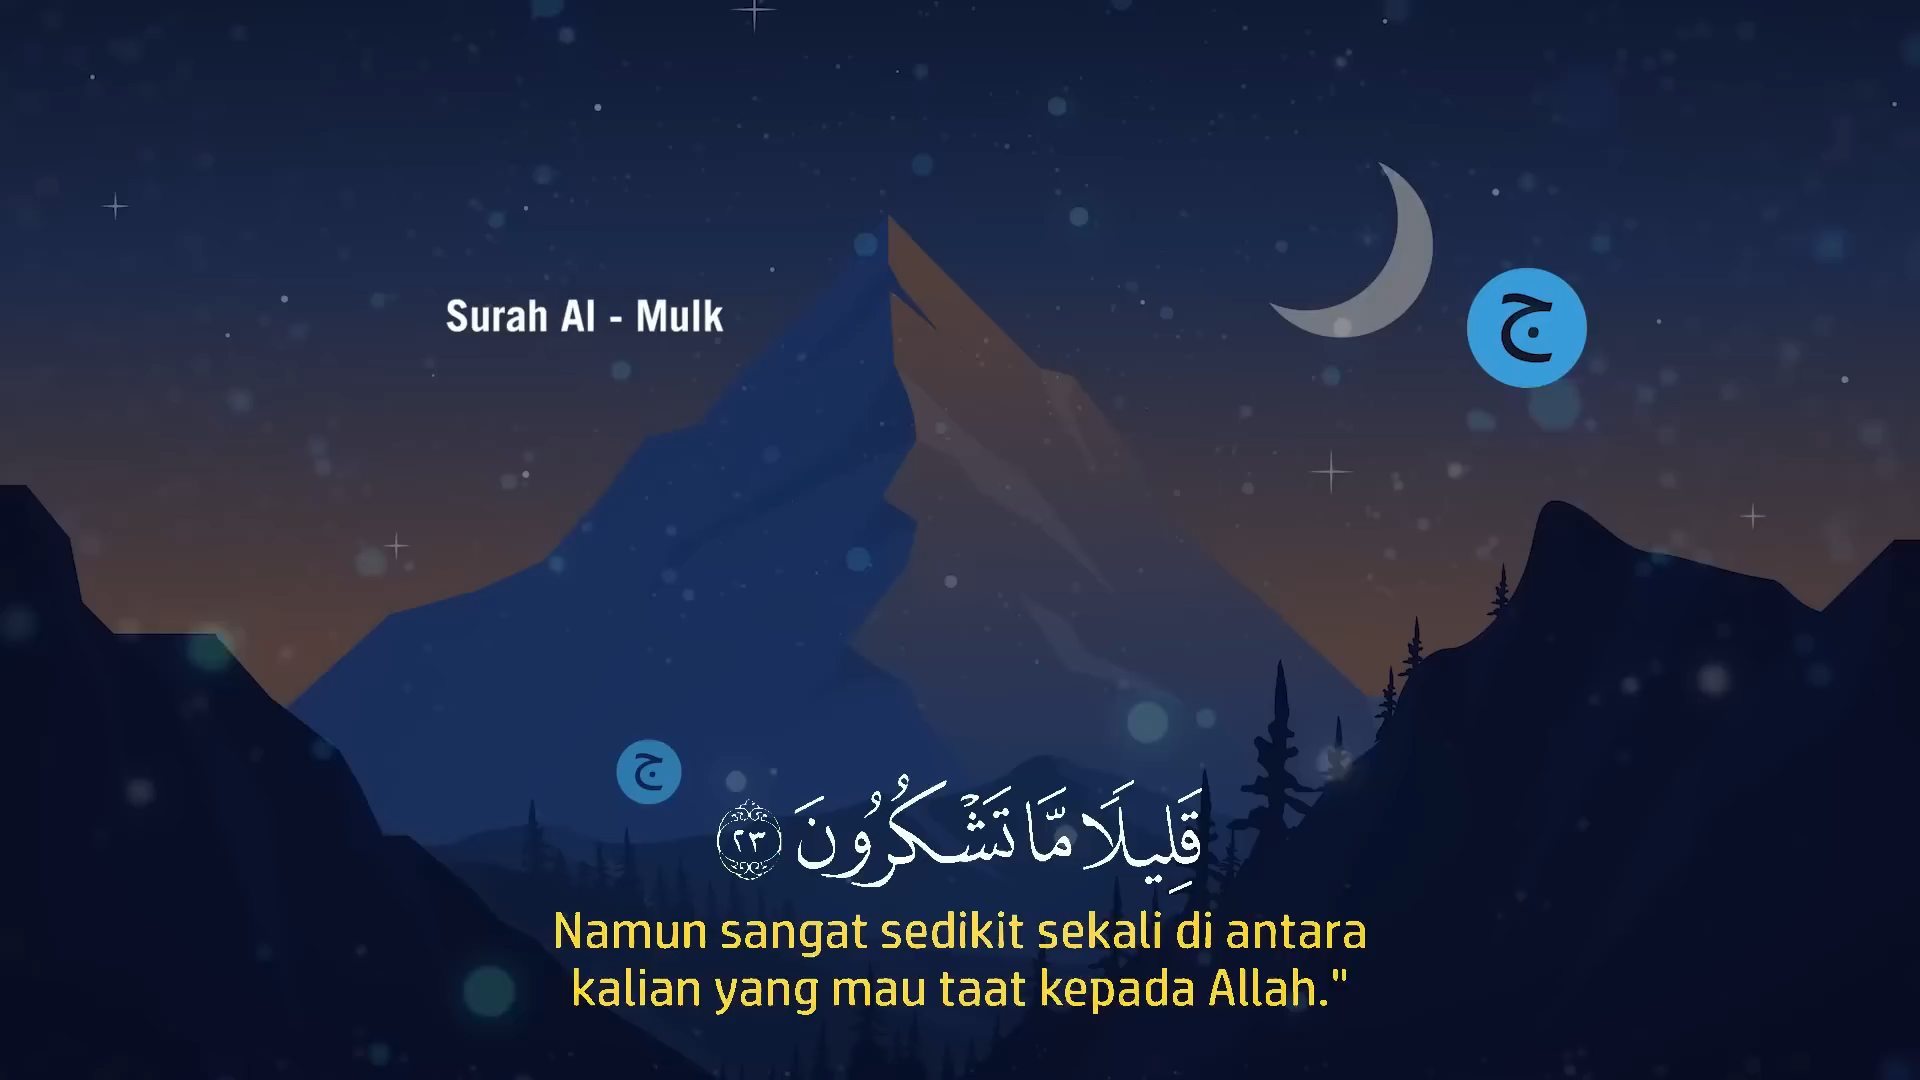 Surah Al - Mulk
ج
ج
قَلِيلًا مَّا تَشْكُرُونَ ٢٣
Namun sangat sedikit sekali di antara
kalian yang mau taat kepada Allah."